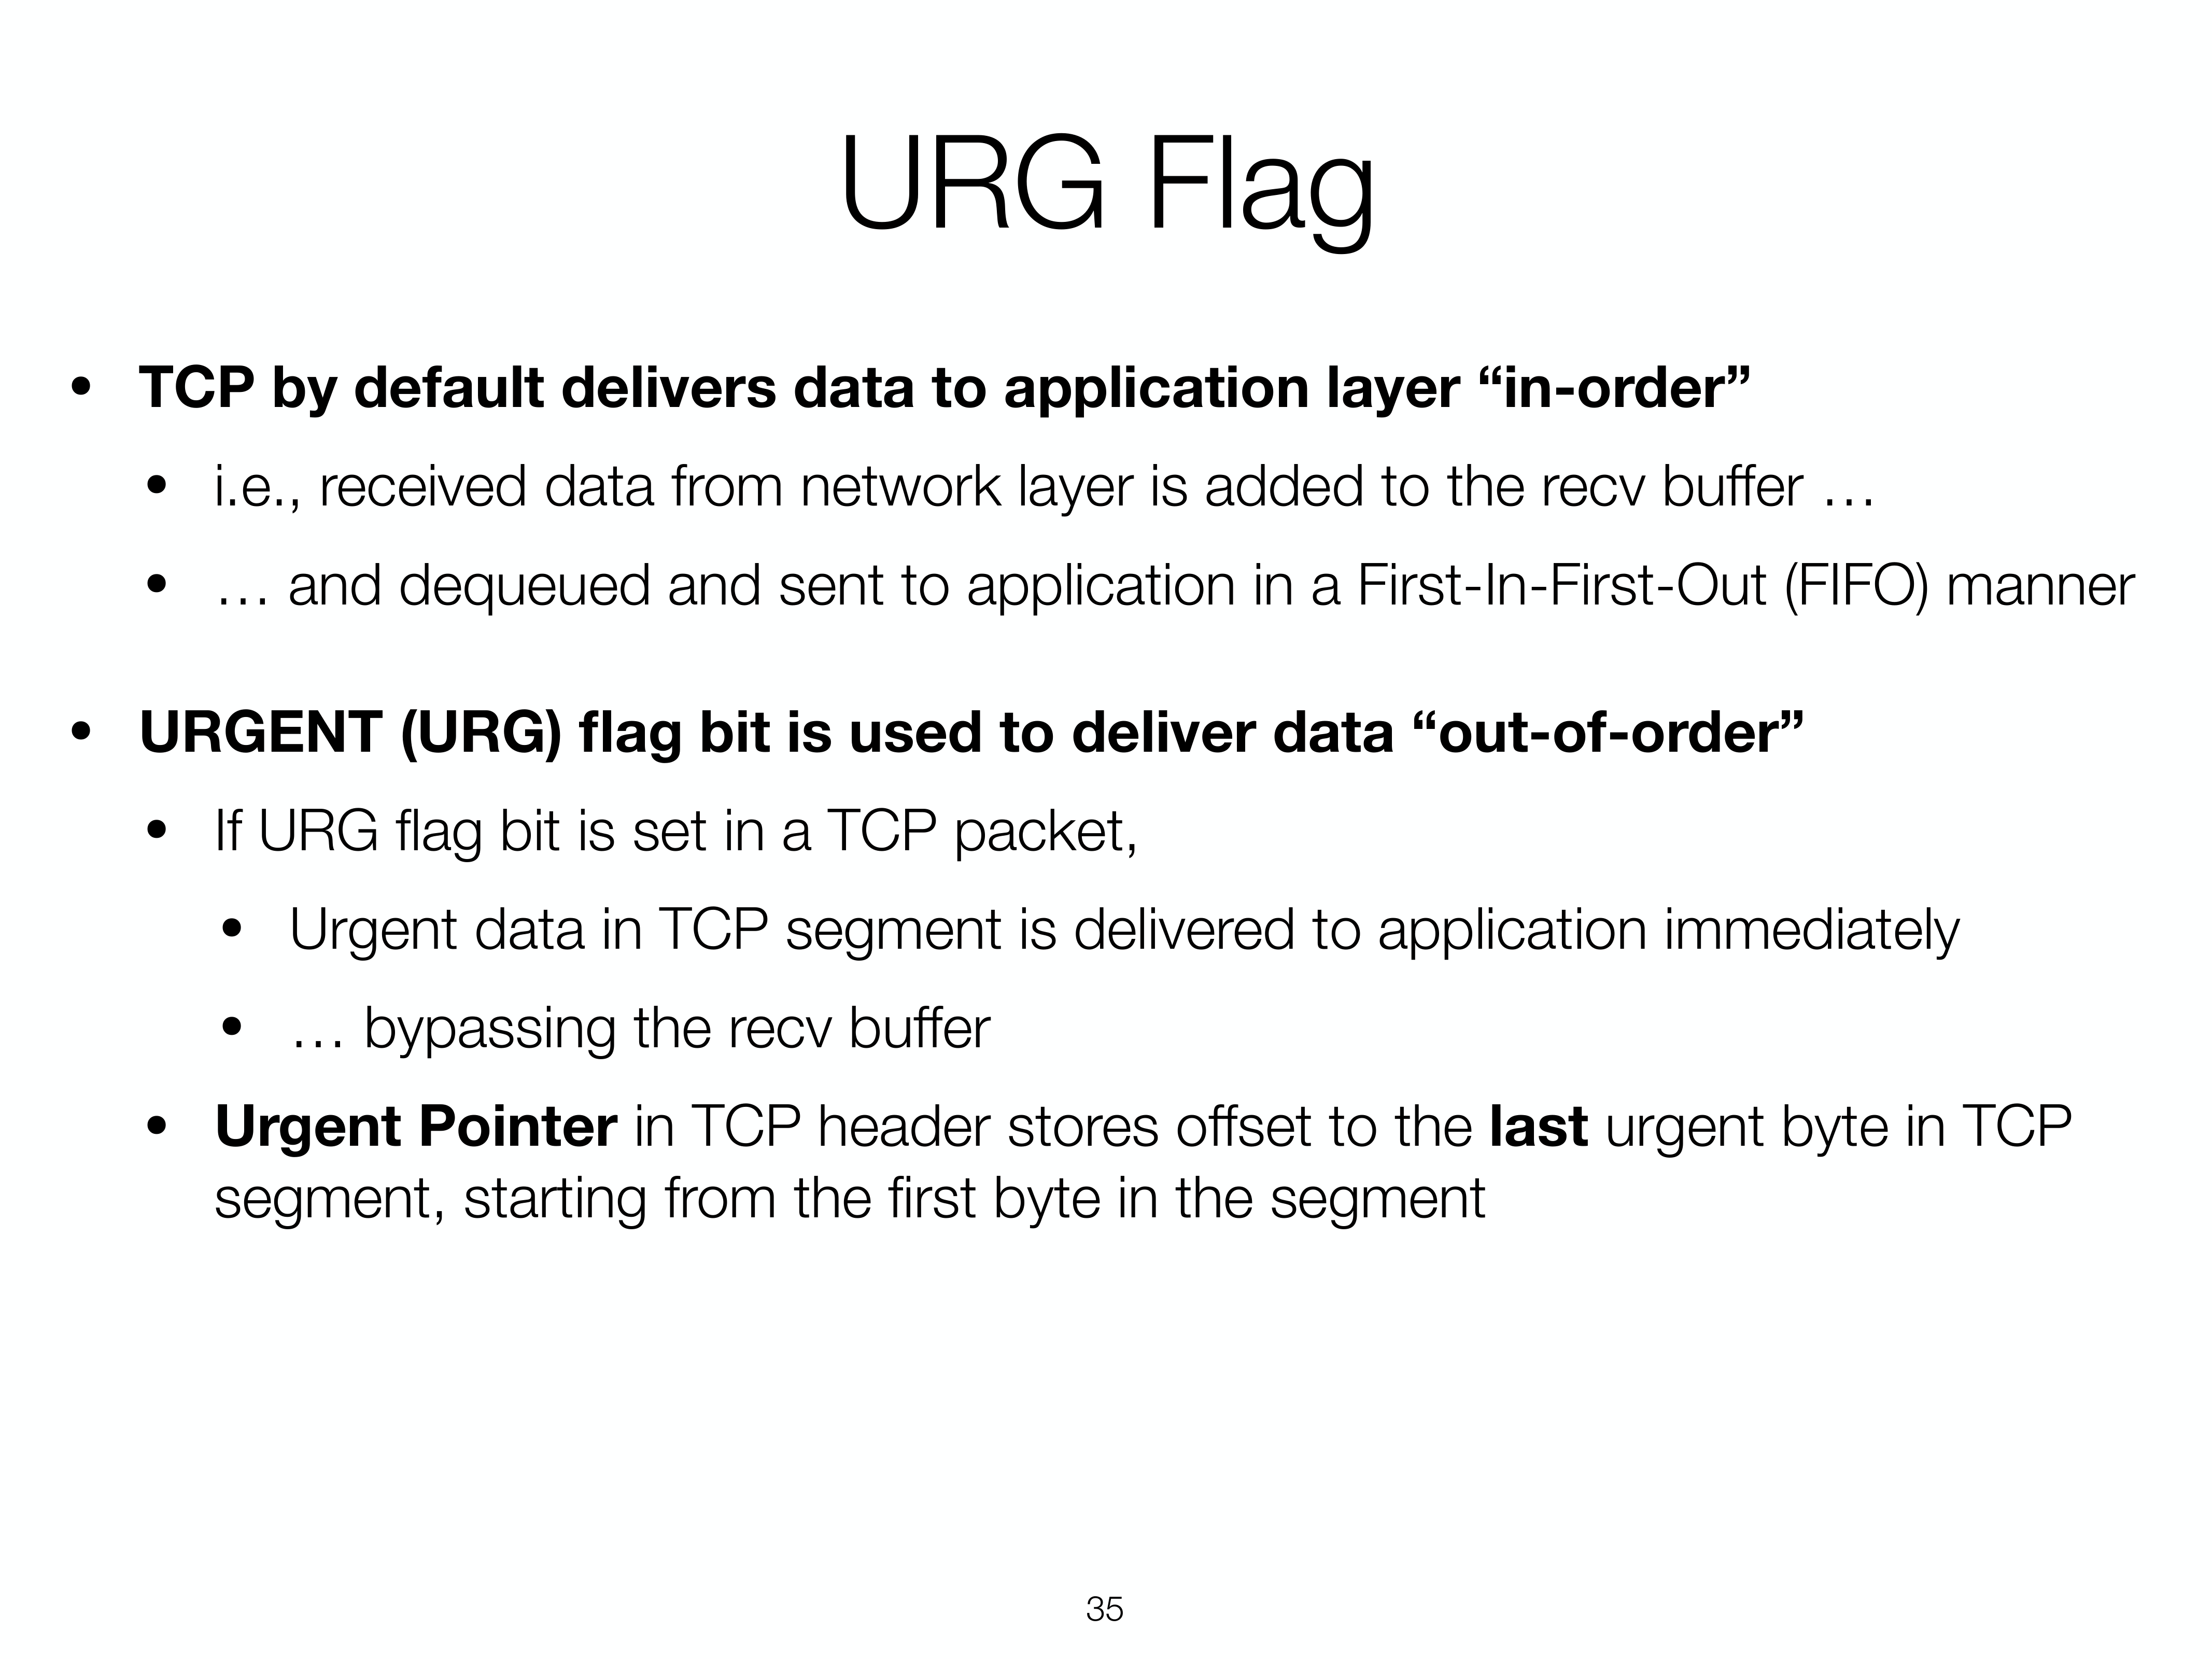 URG Flag
• TCP by default delivers data to application layer “in-order”
• i.e., received data from network layer is added to the recv buffer …
• … and dequeued and sent to application in a First-In-First-Out (FIFO) manner
• URGENT (URG) flag bit is used to deliver data “out-of-order”
• If URG flag bit is set in a TCP packet,
• Urgent data in TCP segment is delivered to application immediately
• … bypassing the recv buffer
• Urgent Pointer in TCP header stores offset to the last urgent byte in TCP
segment, starting from the first byte in the segment
35